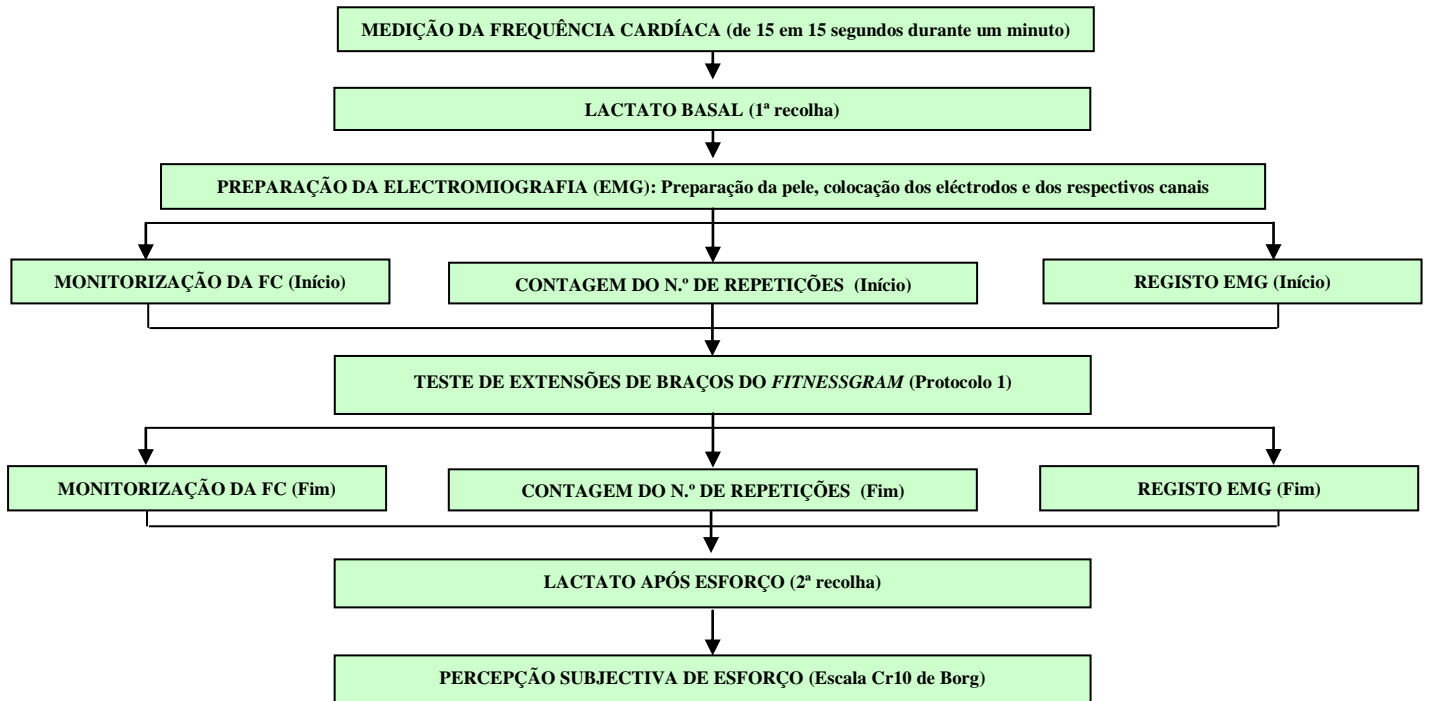 MEDIÇÃO DA FREQUÊNCIA CARDÍACA (de 15 em 15 segundos durante um minuto)
LACTATO BASAL (1ª recolha)
PREPARAÇÃO DA ELECTROMIOGRAFIA (EMG): Preparação da pele, colocação dos eléctrodos e dos respectivos canais
MONITORIZAÇÃO DA FC (Início)
CONTAGEM DO N.º DE REPETIÇÕES (Início)
REGISTO EMG (Início)
TESTE DE EXTENSÕES DE BRAÇOS DO FITNESSGRAM (Protocolo 1)
MONITORIZAÇÃO DA FC (Fim)
CONTAGEM DO N.º DE REPETIÇÕES (Fim)
REGISTO EMG (Fim)
LACTATO APÓS ESFORÇO (2ª recolha)
PERCEPÇÃO SUBJECTIVA DE ESFORÇO (Escala Cr10 de Borg)